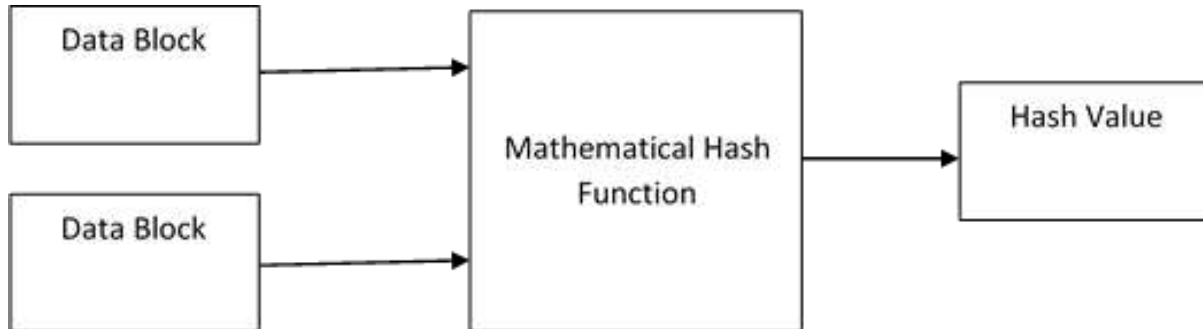 Data Block
Mathematical Hash
Function
Hash Value
Data Block